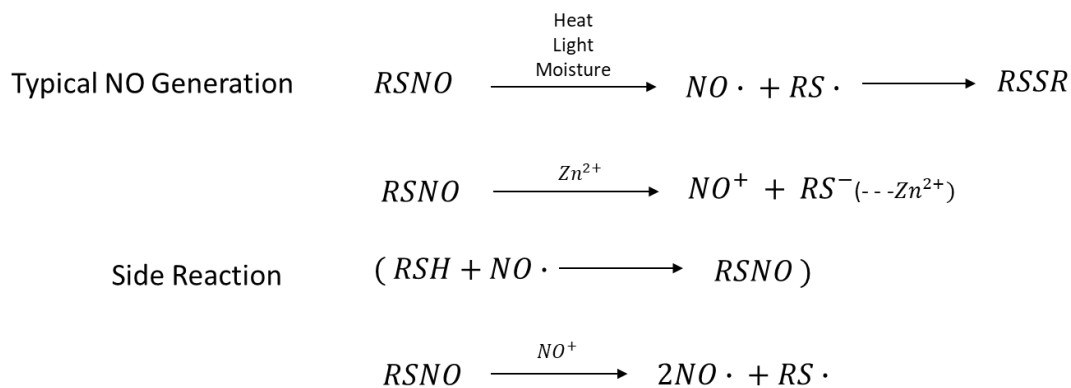 Heat
Light
Moisture
Typical NO Generation RSNO NO · + RS · RSSR
Zn²⁺
RSNO NO⁺ + RS⁻(- - -Zn²⁺)
Side Reaction ( RSH + NO · RSNO )
NO⁺
RSNO 2NO · + RS ·